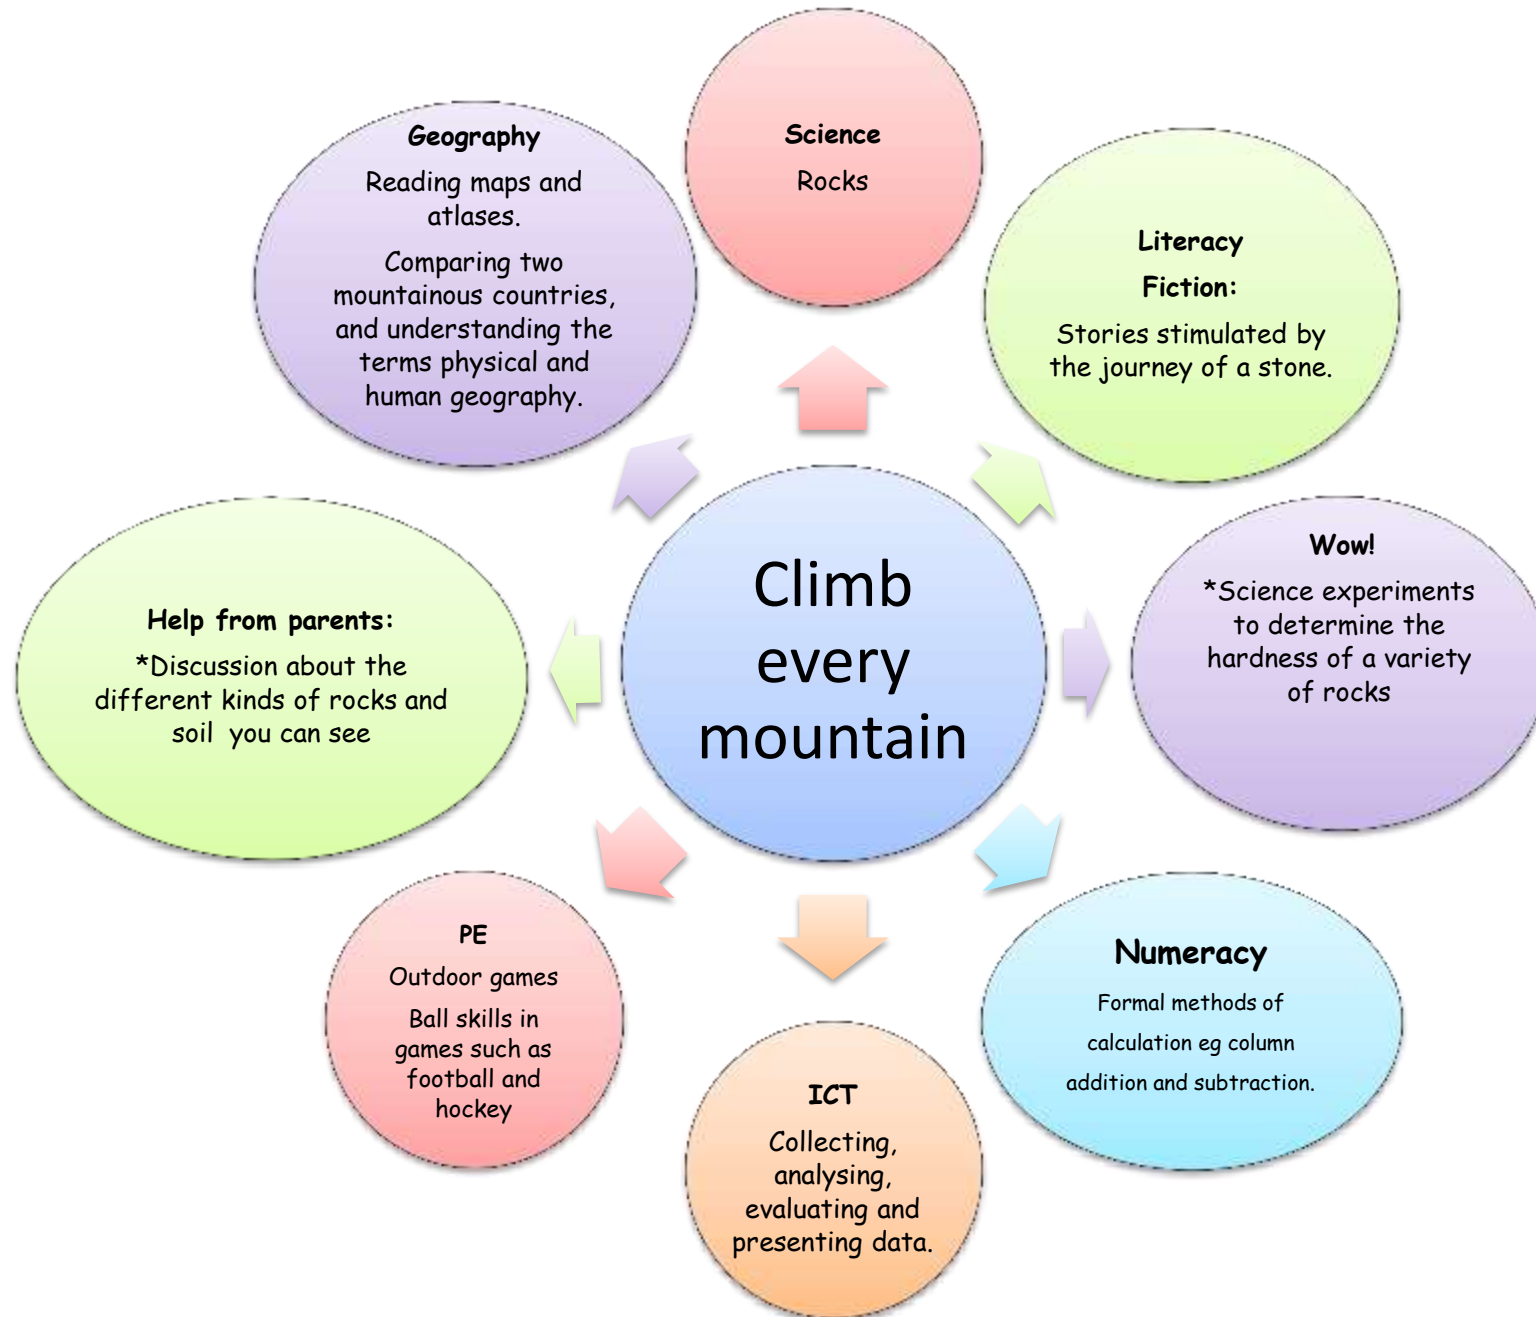 Science
Rocks
Geography
Reading maps and
atlases.
Comparing two
mountainous countries,
and understanding the
terms physical and
human geography.
Literacy
Fiction:
Stories stimulated by
the journey of a stone.
Climb
every
mountain
Wow!
*Science experiments
to determine the
hardness of a variety
of rocks
Help from parents:
*Discussion about the
different kinds of rocks and
soil you can see
PE
Outdoor games
Ball skills in
games such as
football and
hockey
Numeracy
Formal methods of
calculation eg column
addition and subtraction.
ICT
Collecting,
analysing,
evaluating and
presenting data.